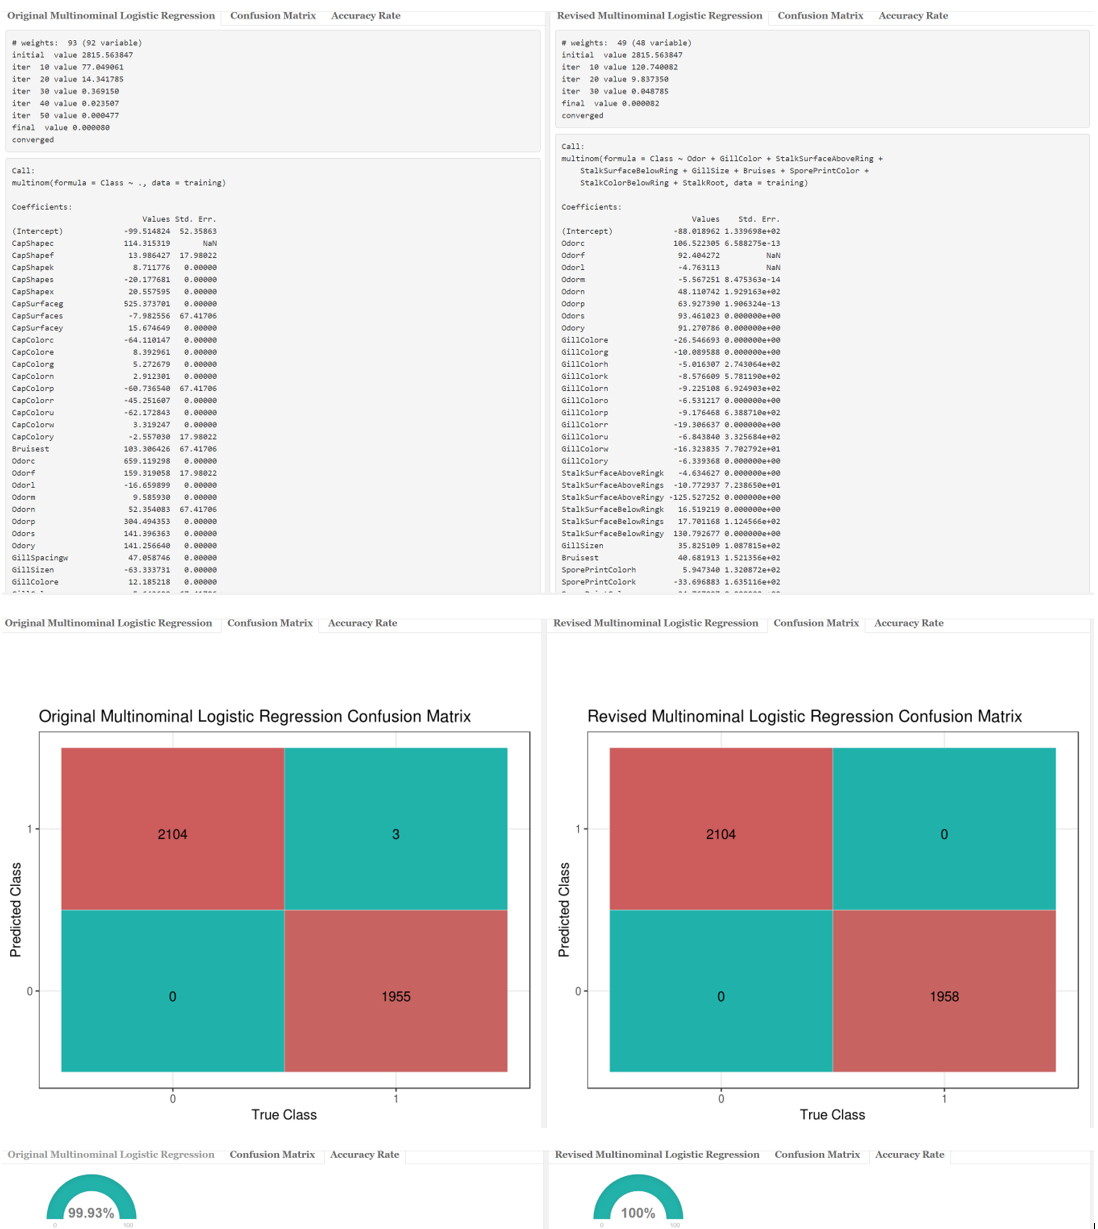 Original Multinominal Logistic Regression Confusion Matrix Accuracy Rate
# weights: 93 (92 variable)
initial value 2815.563847
iter 10 value 77.049061
iter 20 value 14.341785
iter 30 value 0.369150
iter 40 value 0.023507
iter 50 value 0.000477
final value 0.000080
converged
Call:
multinom(formula = Class ~ ., data = training)
Coefficients:
Values Std. Err.
(Intercept) -99.514824 52.35863
CapShapec 114.315319 NaN
CapShapef 13.986427 17.98022
CapShapek 8.711776 0.00000
CapShapes -20.177681 0.00000
CapShapex 20.557595 0.00000
CapSurfaceg 525.373701 0.00000
CapSurfaces -7.982556 67.41706
CapSurfacey 15.674649 0.00000
CapColorc -64.110147 0.00000
CapColore 8.392961 0.00000
CapColorg 5.272679 0.00000
CapColorn 2.912301 0.00000
CapColorp -60.736540 67.41706
CapColorr -45.251607 0.00000
CapColoru -62.172843 0.00000
CapColorw 3.319247 0.00000
CapColory -2.557030 17.98022
Bruisest 103.306426 67.41706
Odorc 659.119298 0.00000
Odorf 159.319058 17.98022
Odorl -16.659899 0.00000
Odorm 9.585930 0.00000
Odorn 52.354083 67.41706
Odorp 304.494353 0.00000
Odors 141.396363 0.00000
Odory 141.256640 0.00000
GillSpacingw 47.058746 0.00000
GillSizen -63.333731 0.00000
GillColore 12.185218 0.00000
Revised Multinominal Logistic Regression Confusion Matrix Accuracy Rate
# weights: 49 (48 variable)
initial value 2815.563847
iter 10 value 120.740082
iter 20 value 9.837350
iter 30 value 0.048785
final value 0.000082
converged
Call:
multinom(formula = Class ~ Odor + GillColor + StalkSurfaceAboveRing +
StalkSurfaceBelowRing + GillSize + Bruises + SporePrintColor +
StalkColorBelowRing + StalkRoot, data = training)
Coefficients:
Values Std. Err.
(Intercept) -88.018962 1.339698e+02
Odorc 106.522305 6.588275e-13
Odorf 92.404272 NaN
Odorl -4.763113 NaN
Odorm -5.567251 8.475363e-14
Odorn 48.110742 1.929163e+02
Odorp 63.927390 1.906324e-13
Odors 93.461023 0.000000e+00
Odory 91.270786 0.000000e+00
GillColore -26.546693 0.000000e+00
GillColorg -10.089588 0.000000e+00
GillColorh -5.016307 2.743064e+02
GillColork -8.576609 5.781190e+02
GillColorn -9.225108 6.924903e+02
GillColoro -6.531217 0.000000e+00
GillColorp -9.176468 6.388710e+02
GillColorr -19.306637 0.000000e+00
GillColoru -6.843840 3.325684e+02
GillColorw -16.323835 7.702792e+01
GillColory -6.339368 0.000000e+00
StalkSurfaceAboveRingk -4.634627 0.000000e+00
StalkSurfaceAboveRings -10.772937 7.238650e+01
StalkSurfaceAboveRingy -125.527252 0.000000e+00
StalkSurfaceBelowRingk 16.519219 0.000000e+00
StalkSurfaceBelowRings 17.701168 1.124566e+02
StalkSurfaceBelowRingy 130.792677 0.000000e+00
GillSizen 35.825109 1.087815e+02
Bruisest 40.681913 1.521356e+02
SporePrintColorh 5.947340 1.320872e+02
SporePrintColork -33.696883 1.635116e+02
Original Multinominal Logistic Regression Confusion Matrix Accuracy Rate
Original Multinominal Logistic Regression Confusion Matrix
Predicted Class
1
2104 3
0
0 1955
0 1
True Class
Revised Multinominal Logistic Regression Confusion Matrix Accuracy Rate
Revised Multinominal Logistic Regression Confusion Matrix
Predicted Class
1
2104 0
0
0 1958
0 1
True Class
Original Multinominal Logistic Regression Confusion Matrix Accuracy Rate
99.93%
0 100
Revised Multinominal Logistic Regression Confusion Matrix Accuracy Rate
100%
0 100